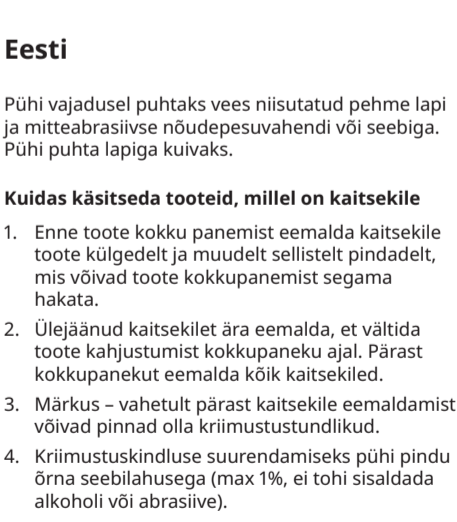 Eesti
Pühi vajadusel puhtaks vees niisutatud pehme lapi
ja mitteabrasiivse nõudepesuvahendi või seebiga.
Pühi puhta lapiga kuivaks.
Kuidas käsitseda tooteid, millel on kaitsekile
1. Enne toote kokku panemist eemalda kaitsekile
toote külgedelt ja muudelt sellistelt pindadelt,
mis võivad toote kokkupanemist segama
hakata.
2. Ülejäänud kaitsekilet ära eemalda, et vältida
toote kahjustumist kokkupaneku ajal. Pärast
kokkupanekut eemalda kõik kaitsekiled.
3. Märkus – vahetult pärast kaitsekile eemaldamist
võivad pinnad olla kriimustustundlikud.
4. Kriimustuskindluse suurendamiseks pühi pindu
õrna seebilahusega (max 1%, ei tohi sisaldada
alkoholi või abrasiive).